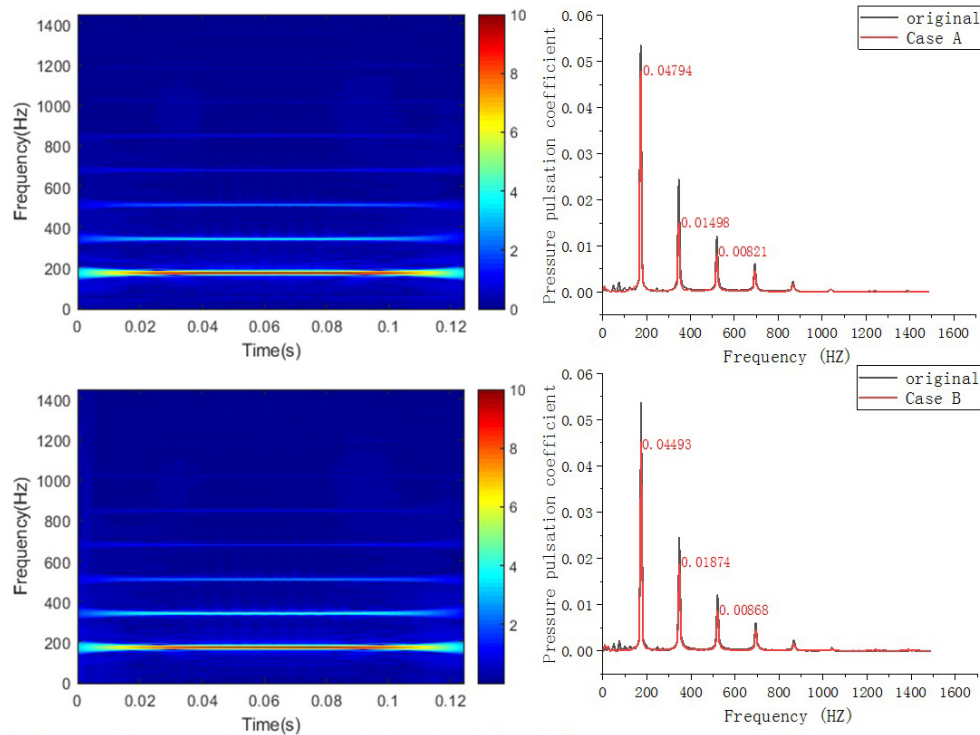 1400
1200
1000
800
600
400
200
0
Frequency(Hz)
0 0.02 0.04 0.06 0.08 0.1 0.12
Time(s)
10
8
6
4
2
0.06
0.05
0.04
0.03
0.02
0.01
0.00
Pressure pulsation coefficient
original
Case A
0.04794
0.01498
0.00821
0 200 400 600 800 1000 1200 1400 1600
Frequency (HZ)
1400
1200
1000
800
600
400
200
0
Frequency(Hz)
0 0.02 0.04 0.06 0.08 0.1 0.12
Time(s)
10
8
6
4
2
0.06
0.05
0.04
0.03
0.02
0.01
0.00
Pressure pulsation coefficient
original
Case B
0.04493
0.01874
0.00868
0 200 400 600 800 1000 1200 1400 1600
Frequency (HZ)